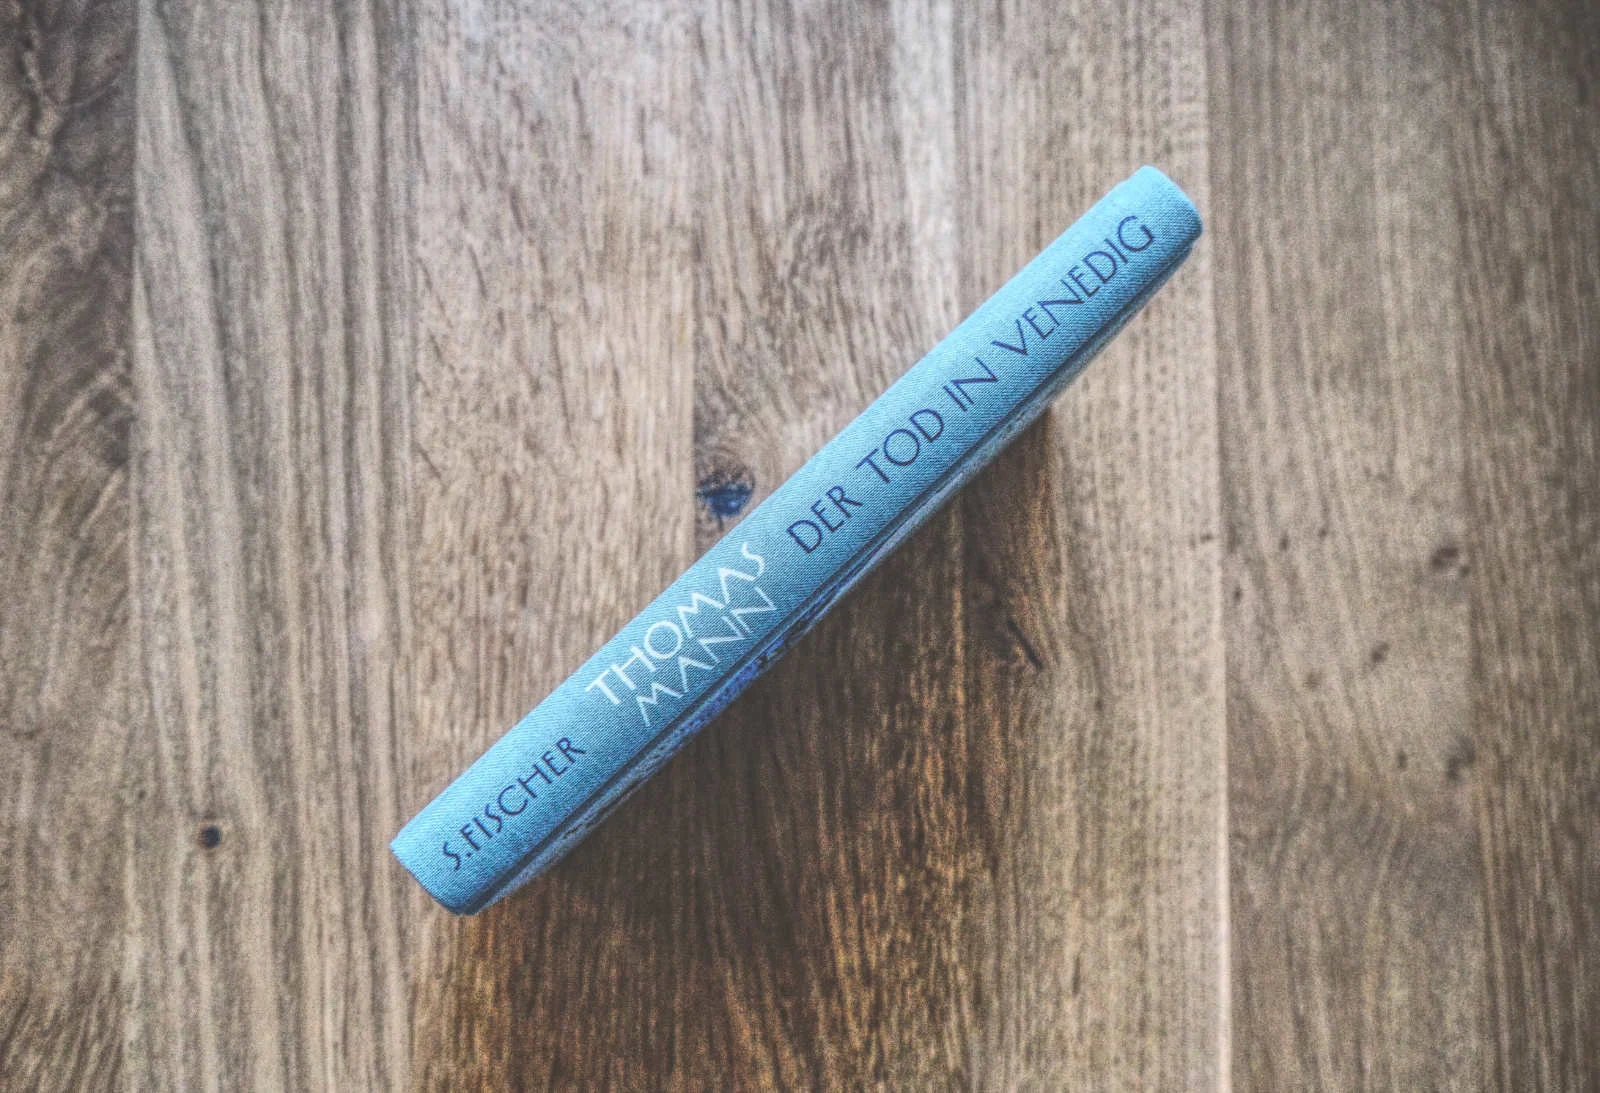 S.FISCHER
THOMAS
MANN
DER TOD IN VENEDIG